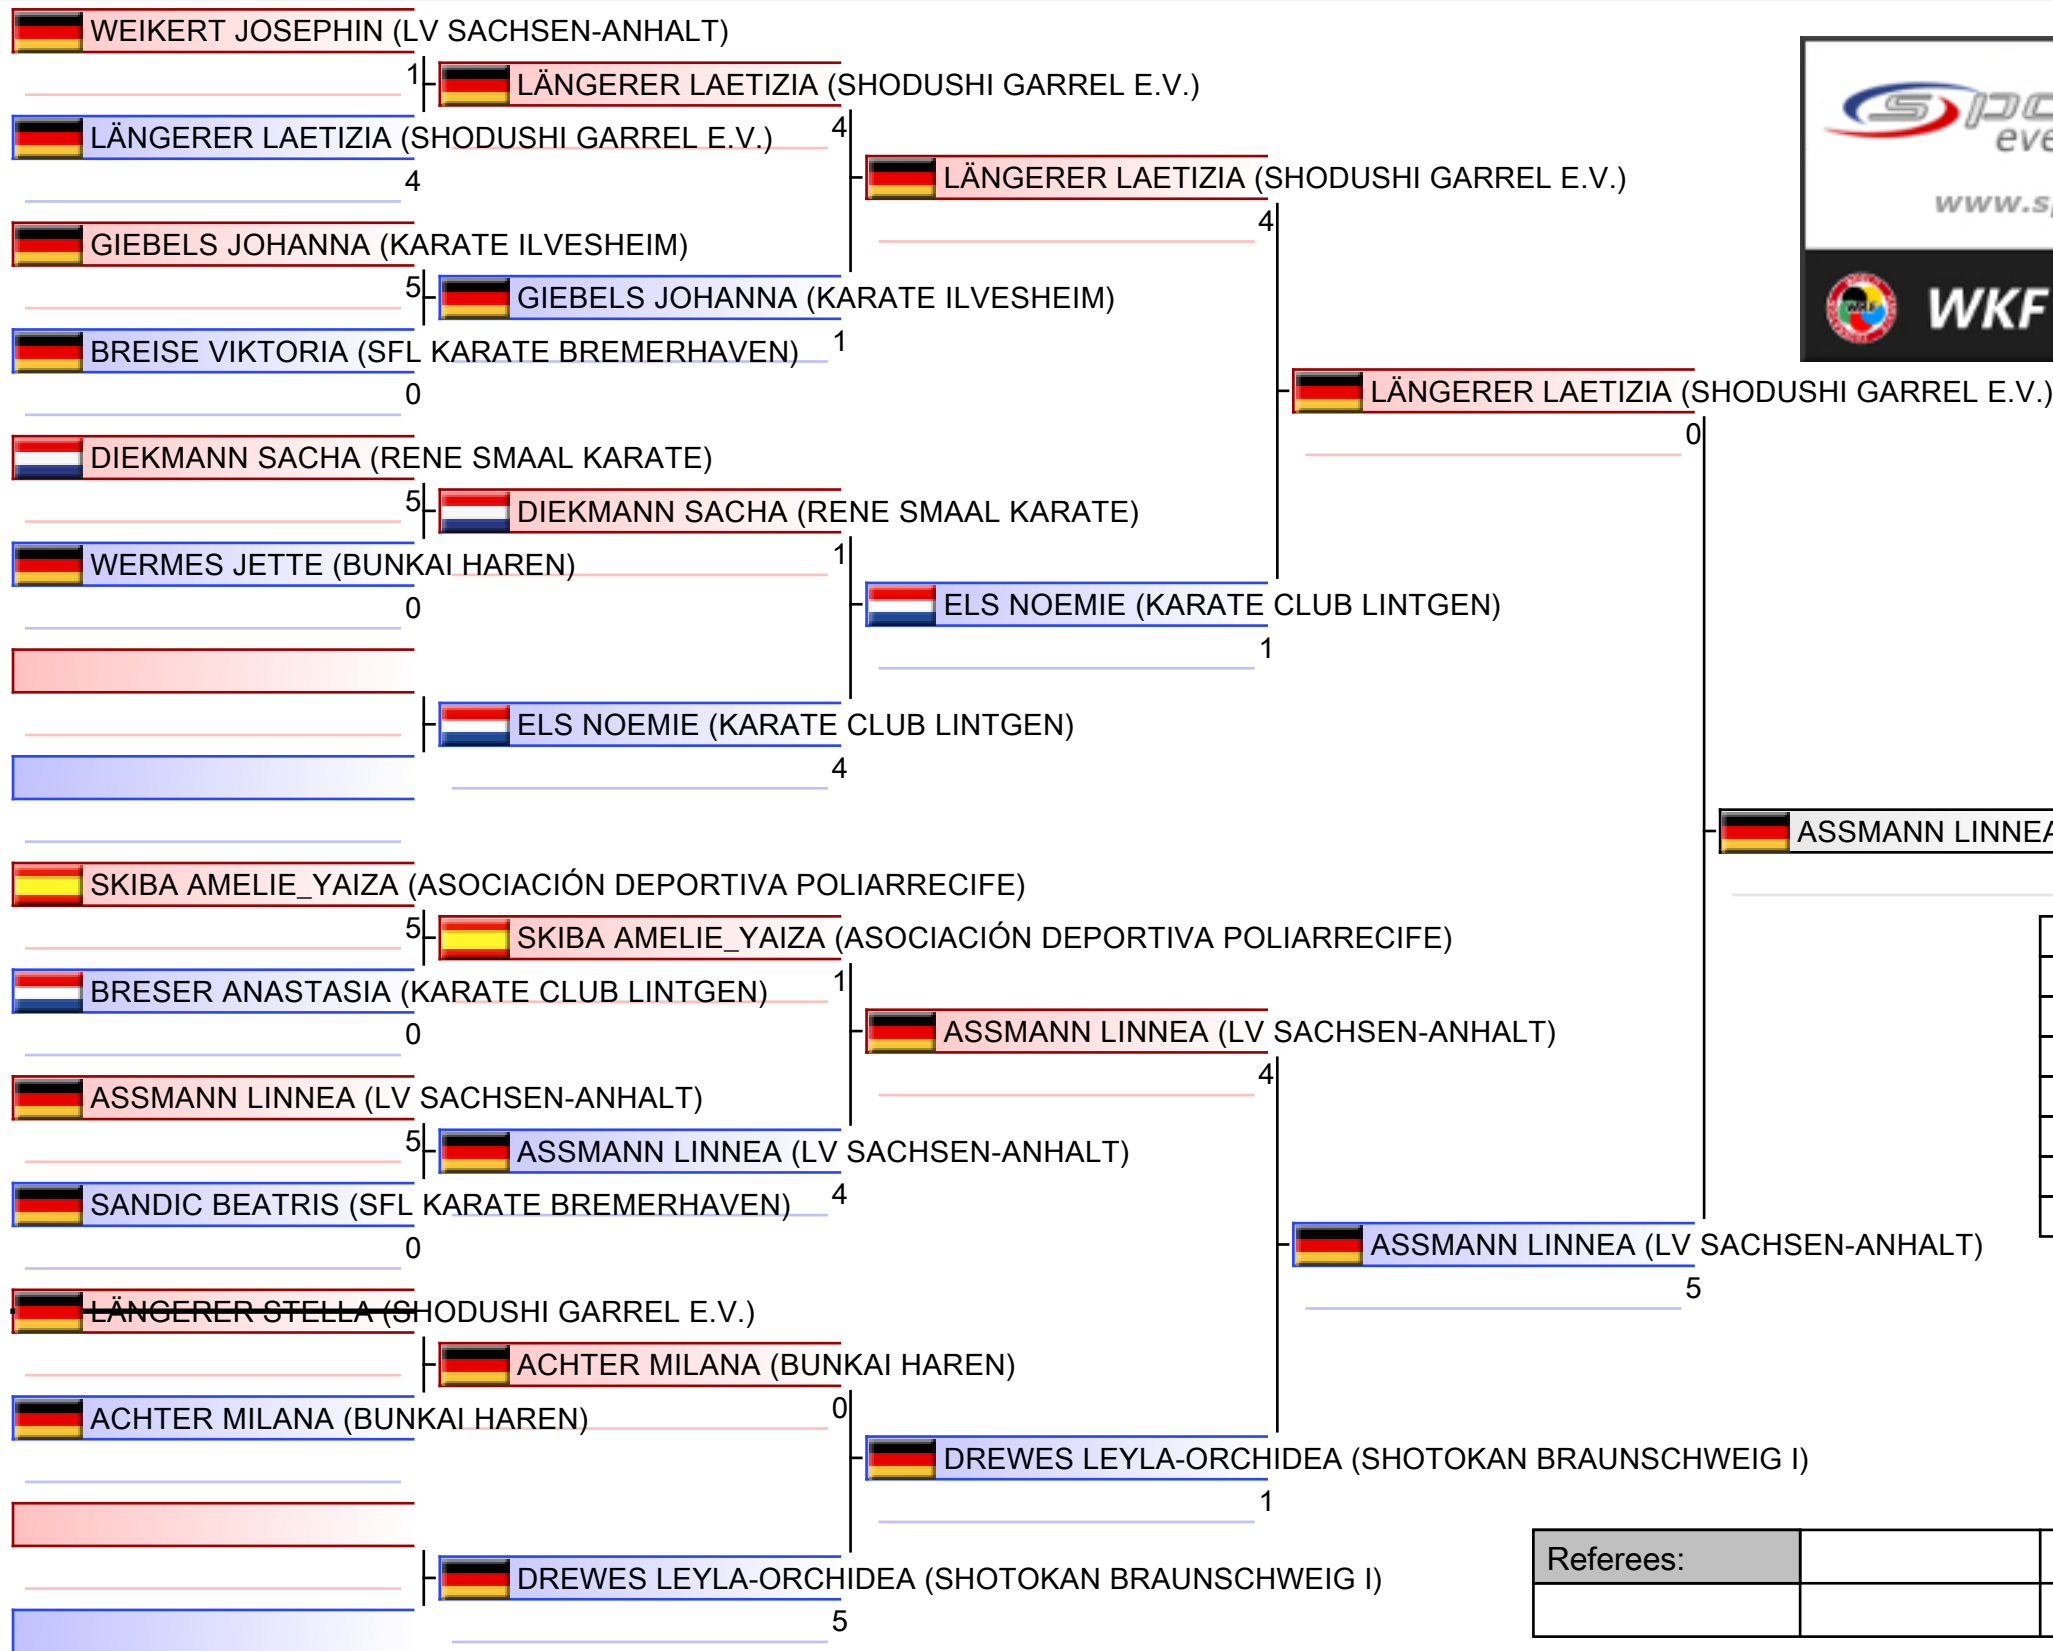 WEIKERT JOSEPHIN (LV SACHSEN-ANHALT)
1
LÄNGERER LAETIZIA (SHODUSHI GARREL E.V.)
4
GIEBELS JOHANNA (KARATE ILVESHEIM)
5
BREISE VIKTORIA (SFL KARATE BREMERHAVEN)
0
DIEKMANN SACHA (RENE SMAAL KARATE)
5
WERMES JETTE (BUNKAI HAREN)
0
SKIBA AMELIE_YAIZA (ASOCIACIÓN DEPORTIVA POLIARRECIFE)
5
BRESER ANASTASIA (KARATE CLUB LINTGEN)
0
ASSMANN LINNEA (LV SACHSEN-ANHALT)
5
SANDIC BEATRIS (SFL KARATE BREMERHAVEN)
0
LÄNGERER STELLA (SHODUSHI GARREL E.V.)
ACHTER MILANA (BUNKAI HAREN)
LÄNGERER LAETIZIA (SHODUSHI GARREL E.V.)
4
GIEBELS JOHANNA (KARATE ILVESHEIM)
1
DIEKMANN SACHA (RENE SMAAL KARATE)
1
ELS NOEMIE (KARATE CLUB LINTGEN)
4
SKIBA AMELIE_YAIZA (ASOCIACIÓN DEPORTIVA POLIARRECIFE)
1
ASSMANN LINNEA (LV SACHSEN-ANHALT)
4
ACHTER MILANA (BUNKAI HAREN)
0
DREWES LEYLA-ORCHIDEA (SHOTOKAN BRAUNSCHWEIG I)
5
LÄNGERER LAETIZIA (SHODUSHI GARREL E.V.)
4
ELS NOEMIE (KARATE CLUB LINTGEN)
1
ASSMANN LINNEA (LV SACHSEN-ANHALT)
4
DREWES LEYLA-ORCHIDEA (SHOTOKAN BRAUNSCHWEIG I)
1
LÄNGERER LAETIZIA (SHODUSHI GARREL E.V.)
0
ASSMANN LINNEA (LV SACHSEN-ANHALT)
5
ASSMANN LINNEA
WKF
Referees: